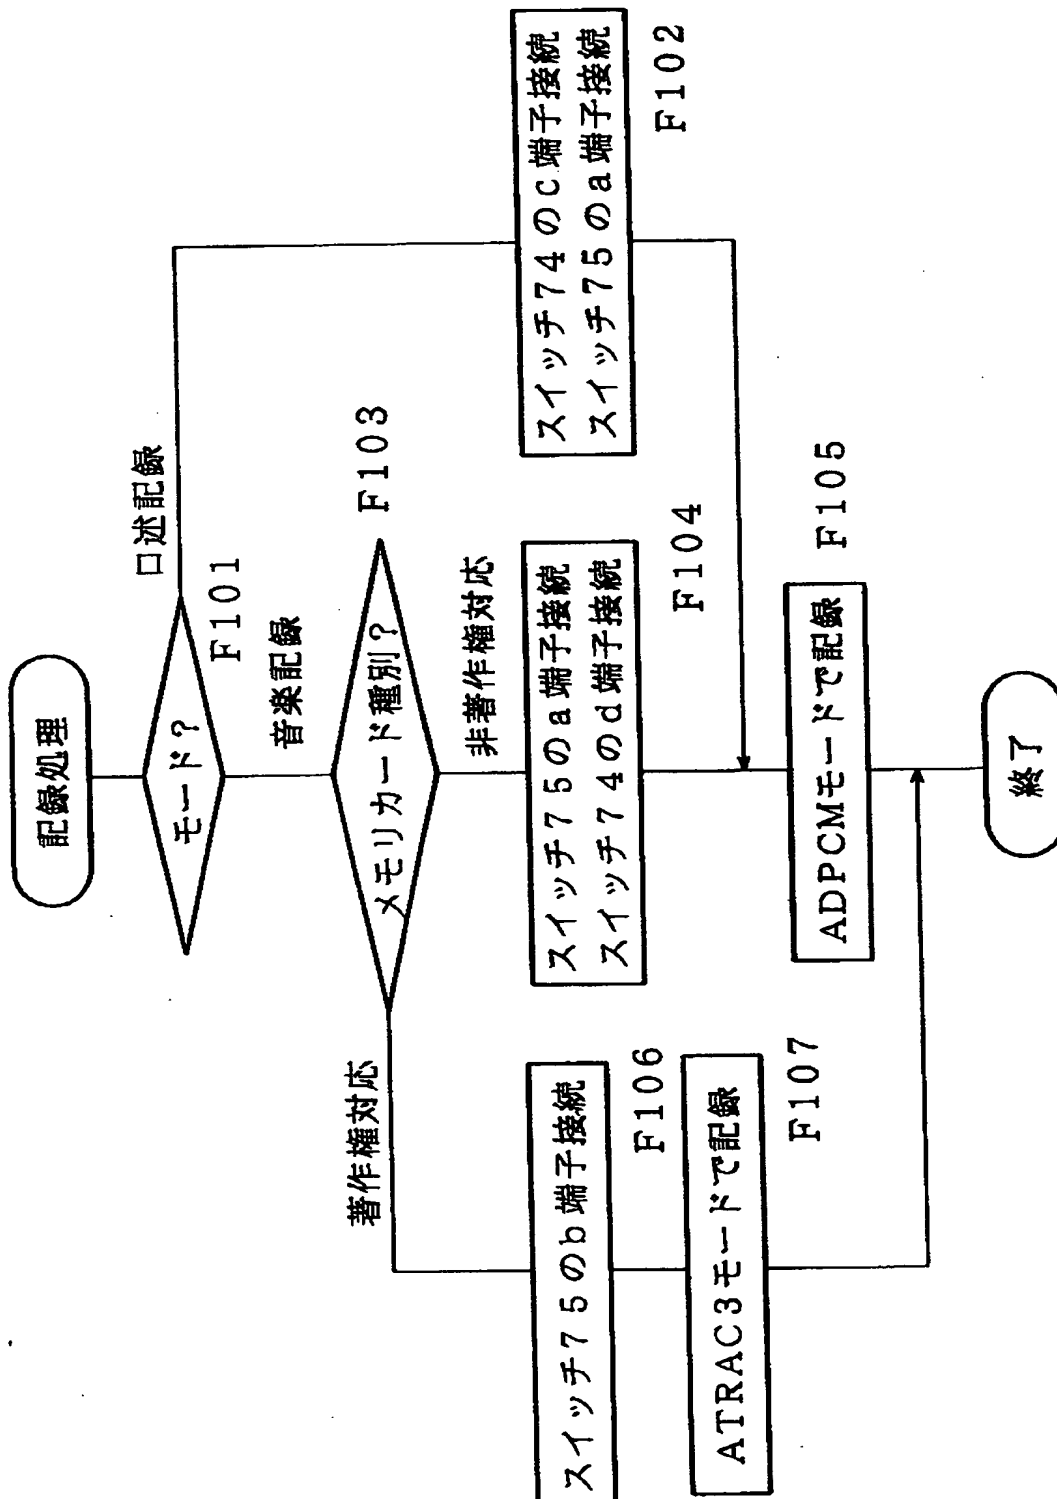 記録処理
モード?
F101
口述記録
音楽記録
メモリカード種別?
F103
著作権対応
非著作権対応
スイッチ74のc端子接続
スイッチ75のa端子接続
F102
スイッチ75のa端子接続
スイッチ74のd端子接続
F104
スイッチ75のb端子接続
F106
ADPCMモードで記録
F105
ATRAC3モードで記録
F107
終了